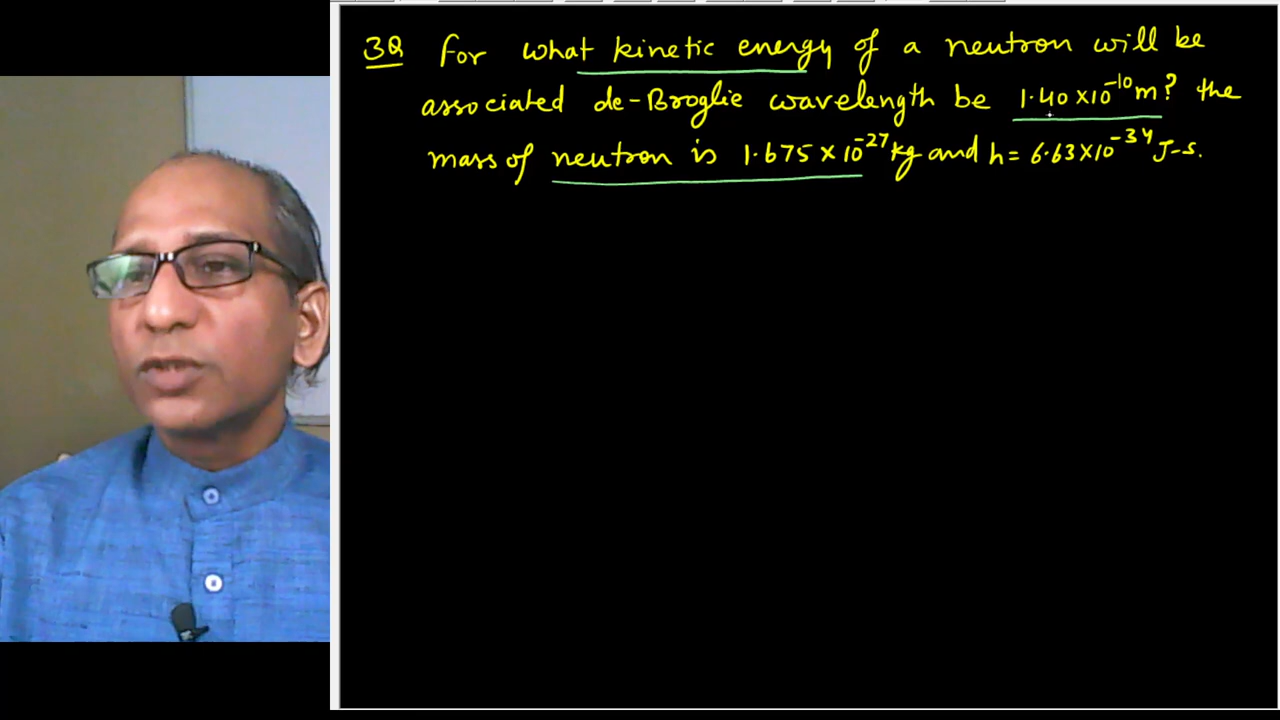 3Q For what kinetic energy of a neutron will be
associated de-Broglie wavelength be 1.40×10⁻¹⁰m? the
mass of neutron is 1.675×10⁻²⁷kg and h= 6.63×10⁻³⁴J-s.